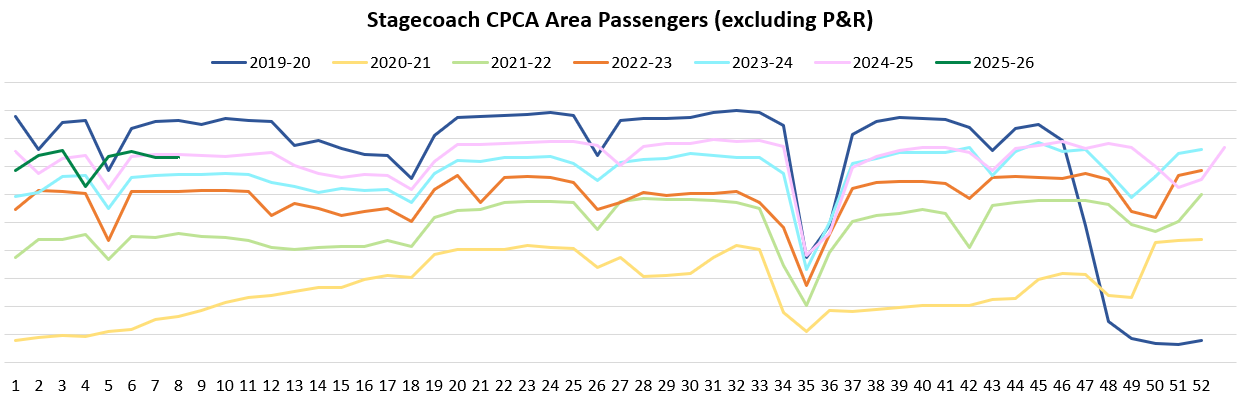 Stagecoach CPCA Area Passengers (excluding P&R)
2019-20 2020-21 2021-22 2022-23 2023-24 2024-25 2025-26
1 2 3 4 5 6 7 8 9 10 11 12 13 14 15 16 17 18 19 20 21 22 23 24 25 26 27 28 29 30 31 32 33 34 35 36 37 38 39 40 41 42 43 44 45 46 47 48 49 50 51 52